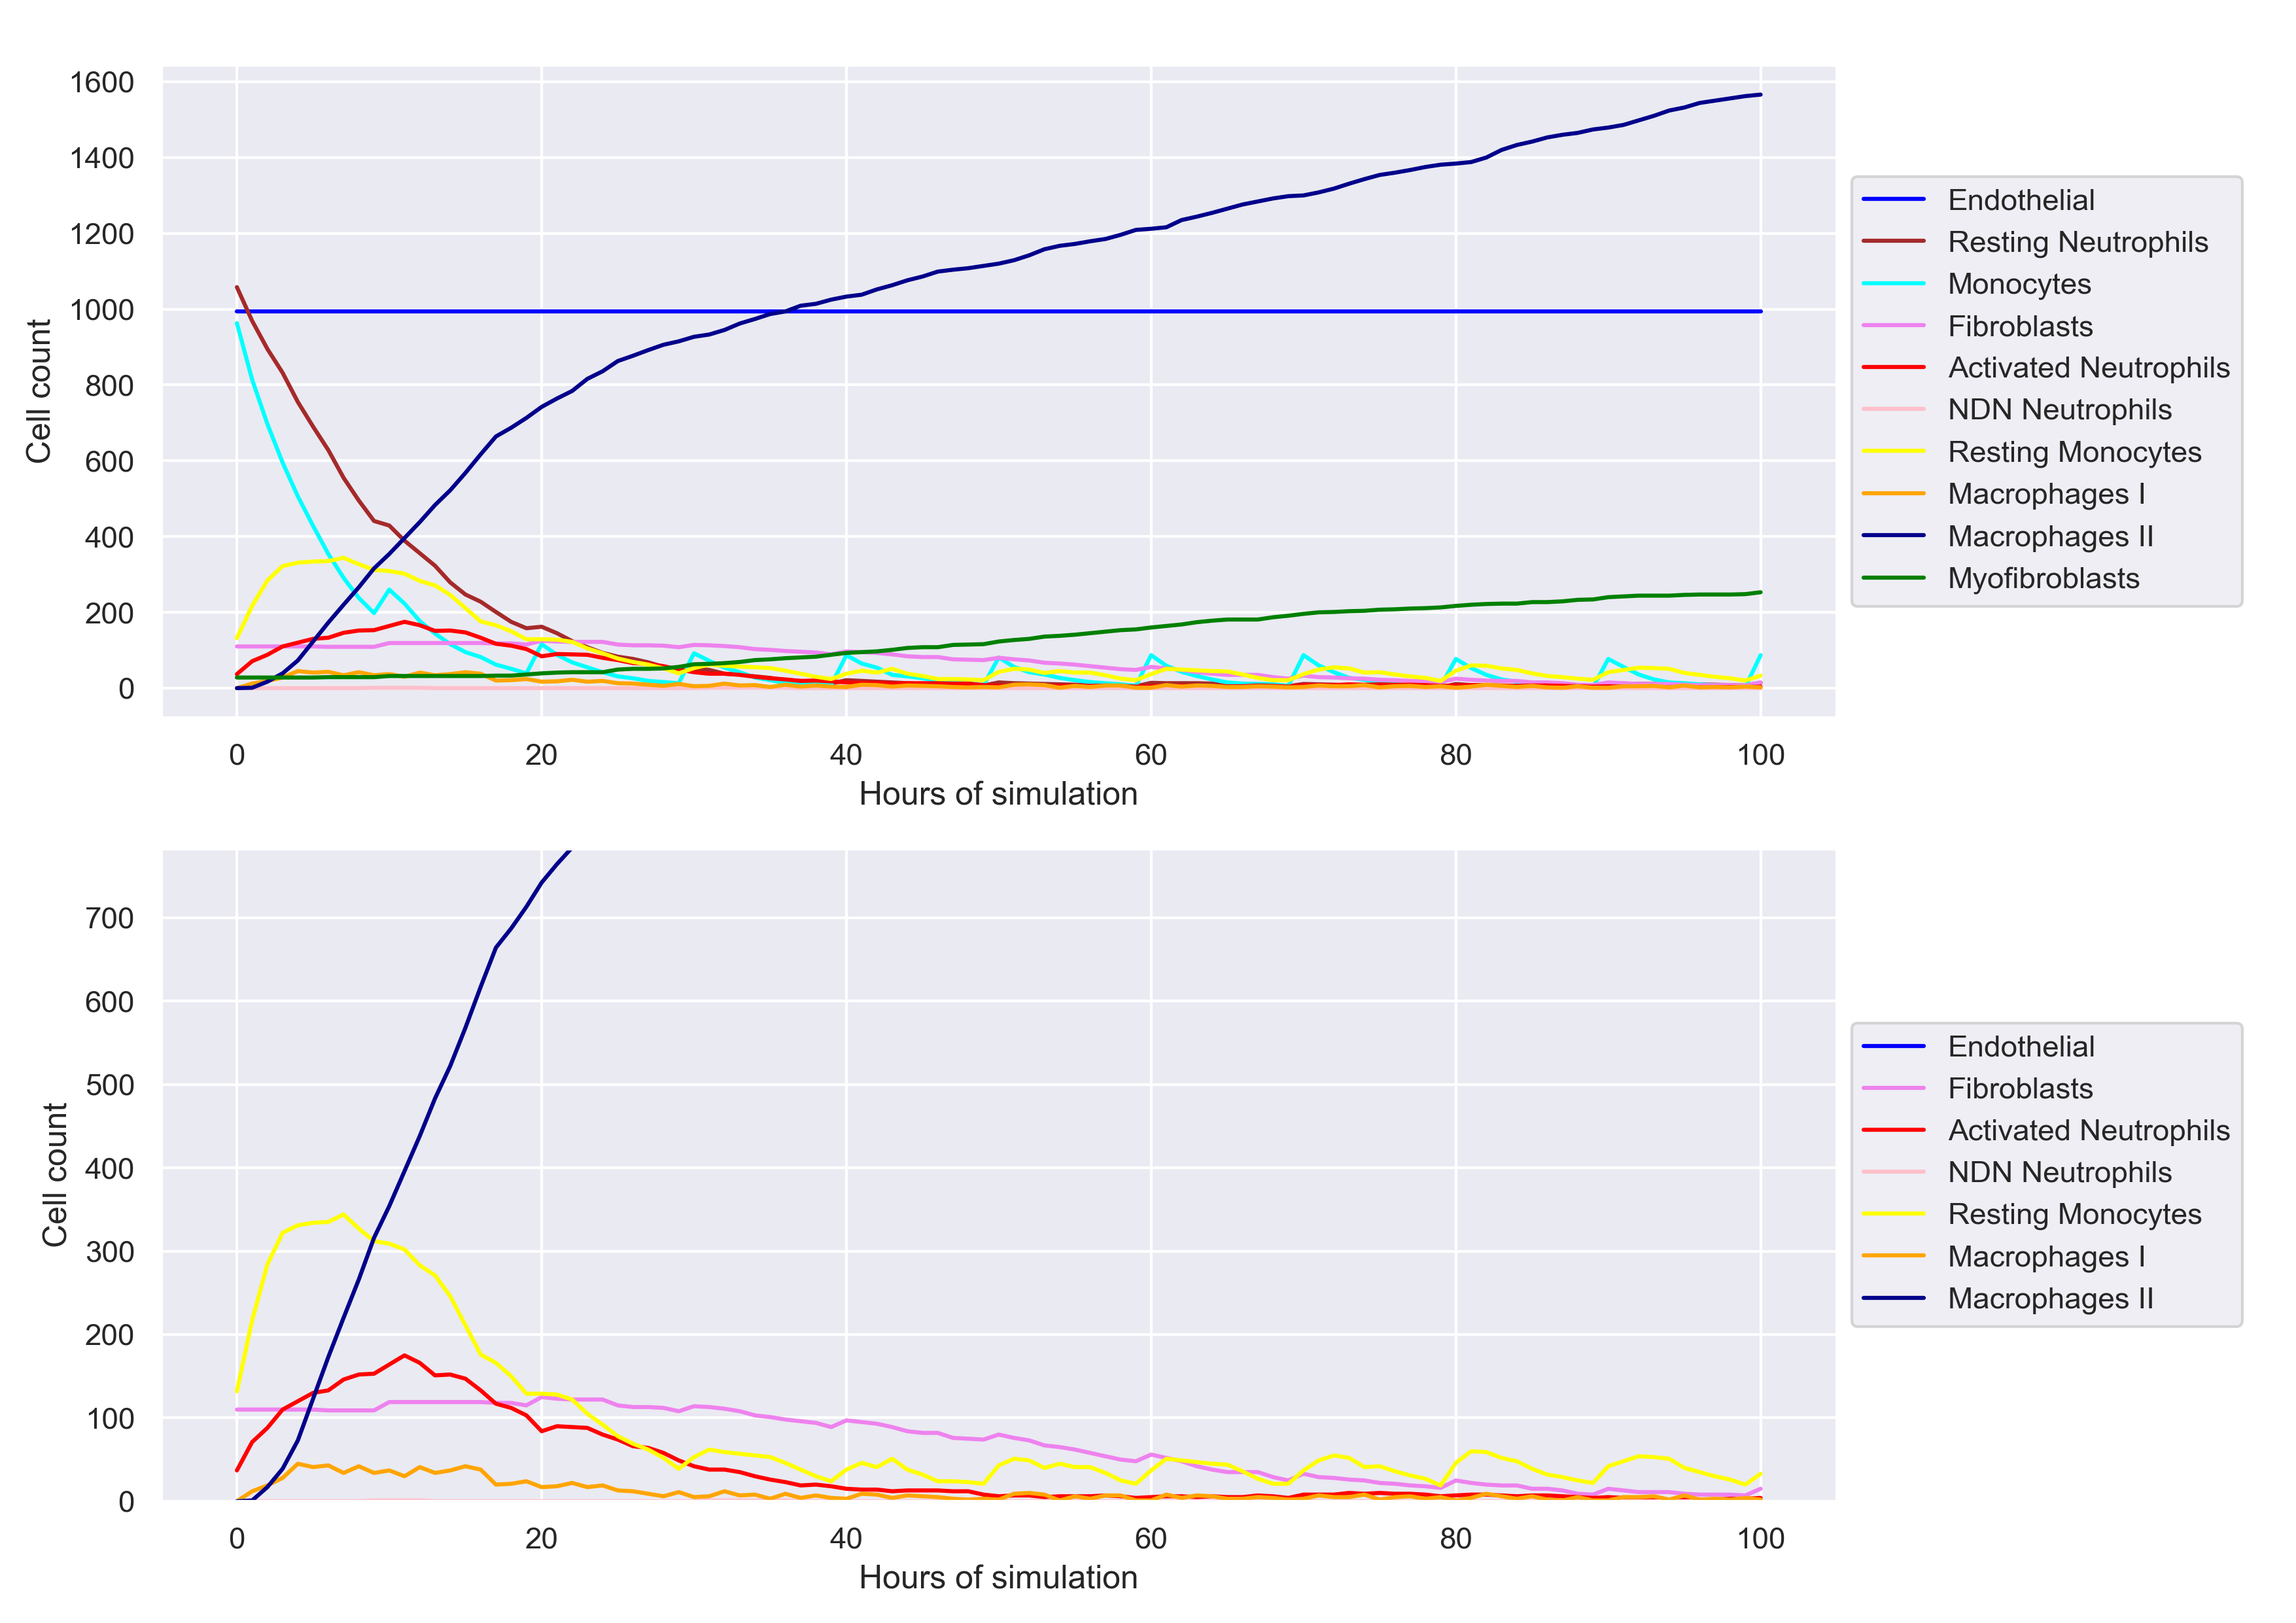 1600
1400
1200
1000
800
600
400
200
0
Cell count
0 20 40 60 80 100
Hours of simulation
Endothelial
Resting Neutrophils
Monocytes
Fibroblasts
Activated Neutrophils
NDN Neutrophils
Resting Monocytes
Macrophages I
Macrophages II
Myofibroblasts
700
600
500
400
300
200
100
0
Cell count
0 20 40 60 80 100
Hours of simulation
Endothelial
Fibroblasts
Activated Neutrophils
NDN Neutrophils
Resting Monocytes
Macrophages I
Macrophages II